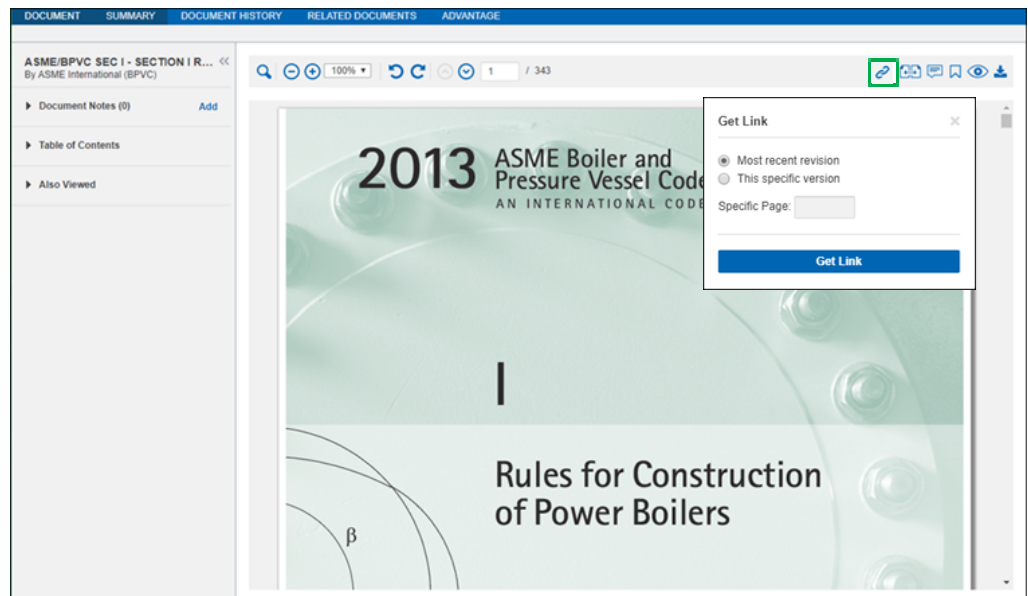 DOCUMENT SUMMARY DOCUMENT HISTORY RELATED DOCUMENTS ADVANTAGE
ASME/BPVC SEC I - SECTION I R... «
By ASME International (BPVC)
Document Notes (0) Add
Table of Contents
Also Viewed
100% 1 / 343
Get Link ×
Most recent revision
This specific version
Specific Page:
Get Link
2013 ASME Boiler and
Pressure Vessel Code
AN INTERNATIONAL CODE
I
Rules for Construction
of Power Boilers
β